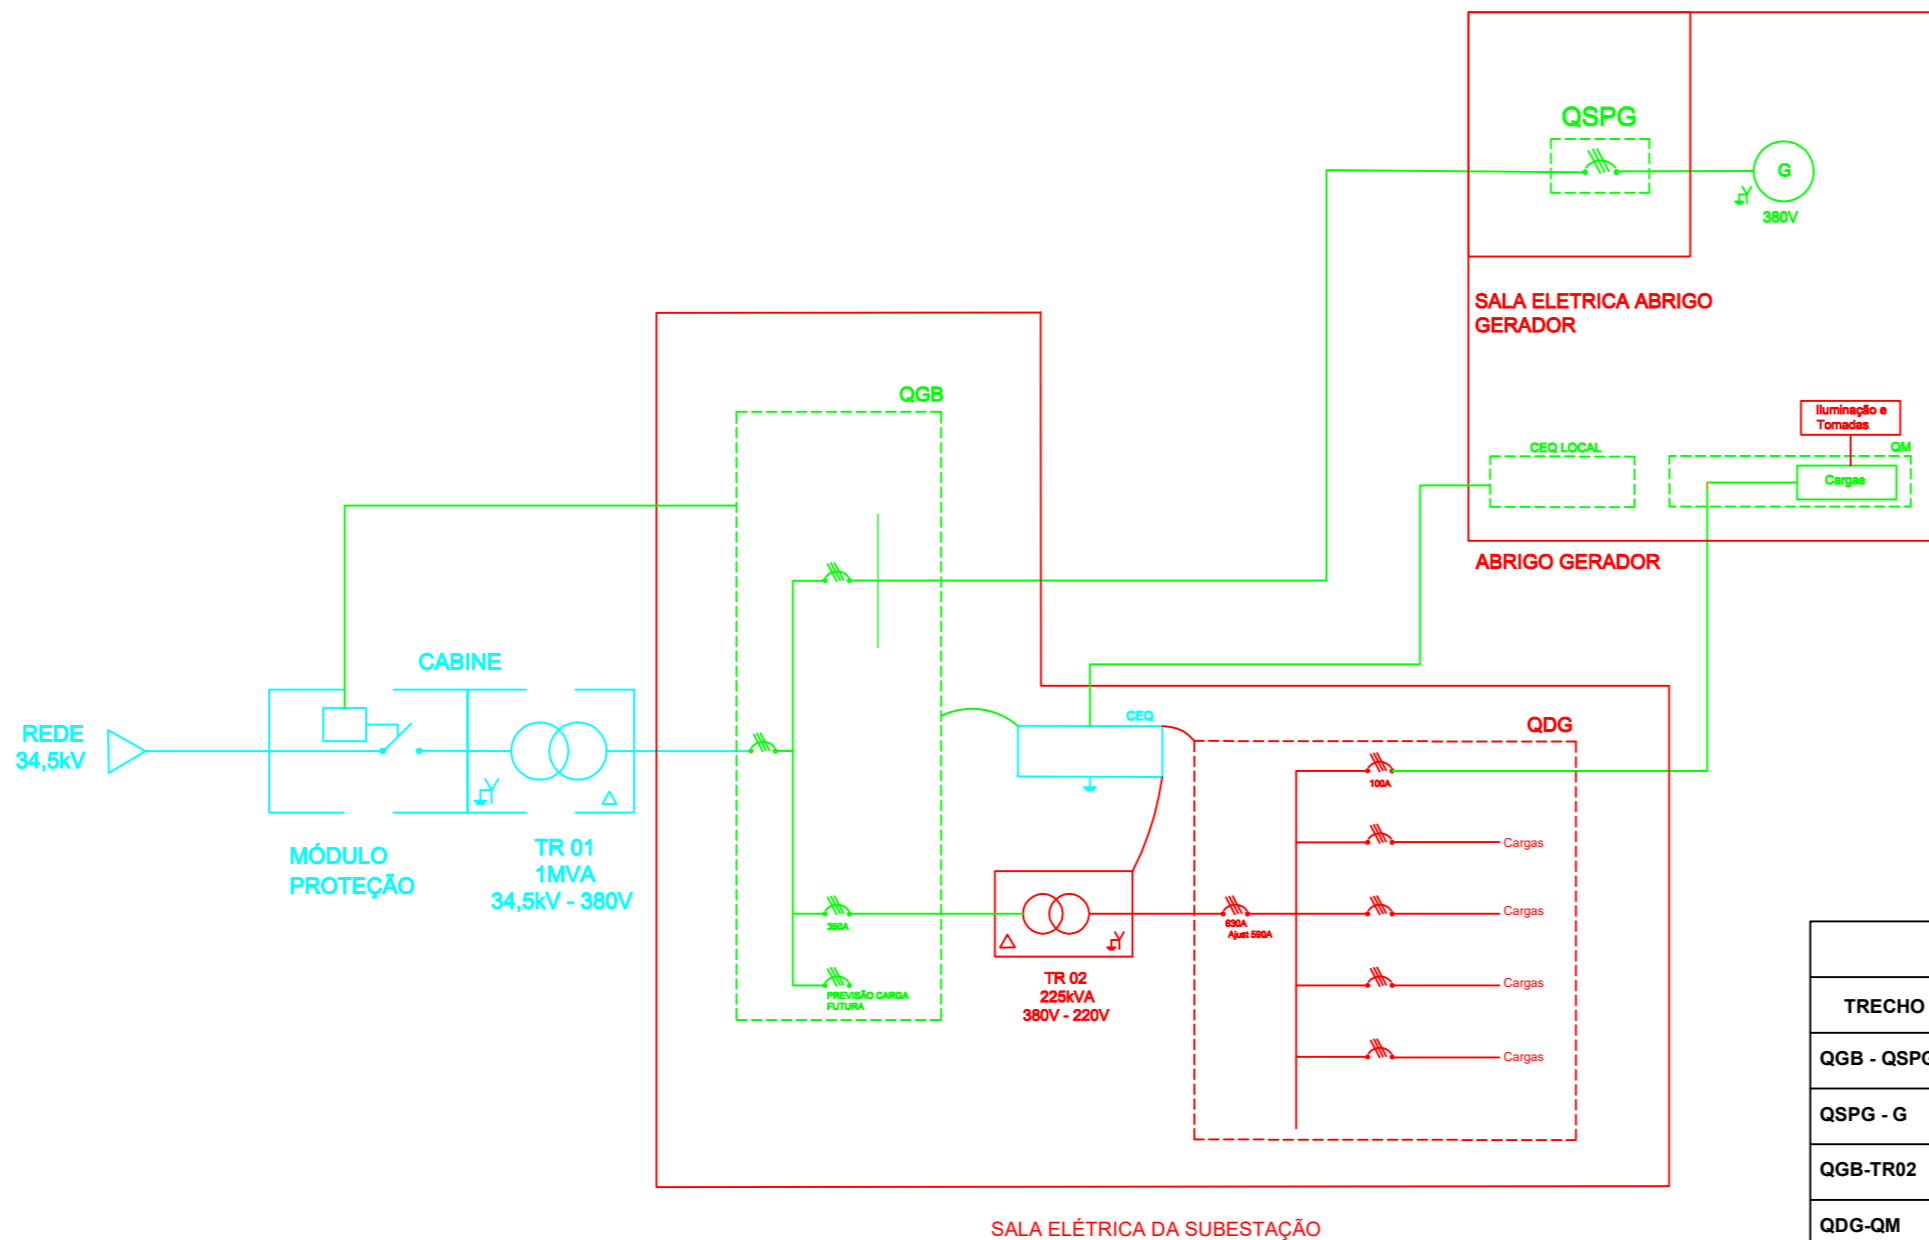 QSPG
G
380V
SALA ELETRICA ABRIGO
GERADOR
QGB
Iluminação e
Tomadas
CEQ LOCAL
QM
Cargas
ABRIGO GERADOR
CABINE
REDE
34,5kV
CEQ
QDG
100A
MÓDULO
PROTEÇÃO
TR 01
1MVA
34,5kV - 380V
Cargas
350A
630A
Ajust 590A
Cargas
TR 02
225kVA
380V - 220V
PREVISÃO CARGA
FUTURA
Cargas
Cargas
TRECHO
QGB - QSPG
QSPG - G
QGB-TR02
QDG-QM
SALA ELÉTRICA DA SUBESTAÇÃO